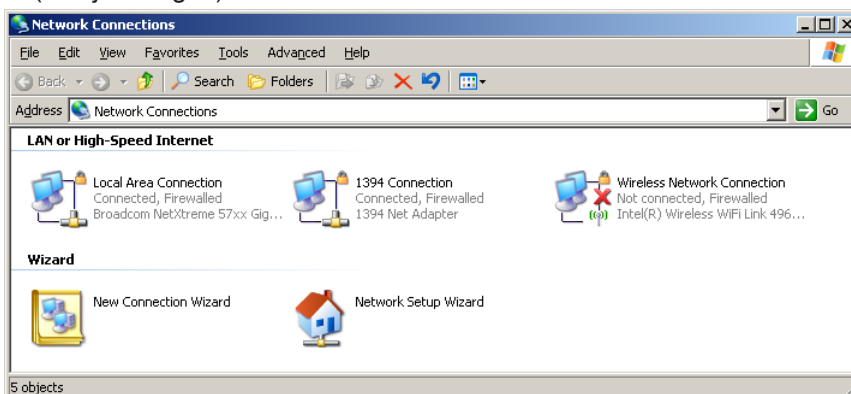 Network Connections
File Edit View Favorites Tools Advanced Help
Back Search Folders
Address Network Connections Go
LAN or High-Speed Internet
Local Area Connection
Connected, Firewalled
Broadcom NetXtreme 57xx Gig...
1394 Connection
Connected, Firewalled
1394 Net Adapter
Wireless Network Connection
Not connected, Firewalled
Intel(R) Wireless WiFi Link 496...
Wizard
New Connection Wizard
Network Setup Wizard
5 objects